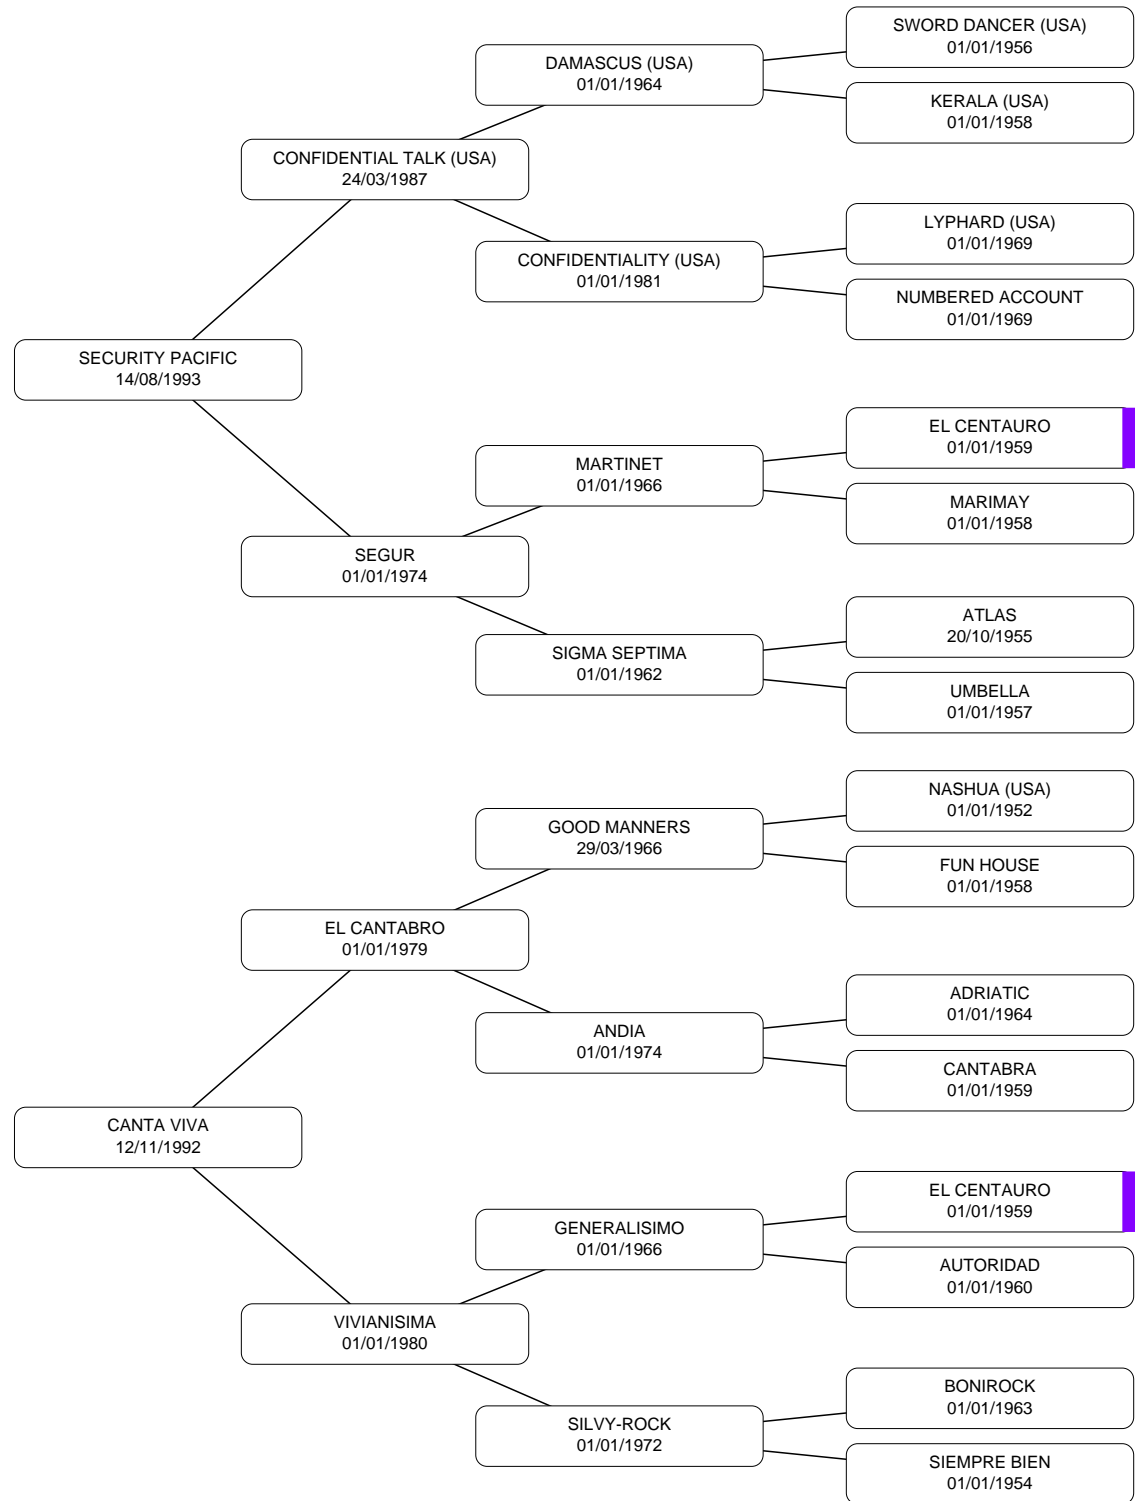 SWORD DANCER (USA)
01/01/1956
DAMASCUS (USA)
01/01/1964
KERALA (USA)
01/01/1958
CONFIDENTIAL TALK (USA)
24/03/1987
LYPHARD (USA)
01/01/1969
CONFIDENTIALITY (USA)
01/01/1981
NUMBERED ACCOUNT
01/01/1969
SECURITY PACIFIC
14/08/1993
EL CENTAURO
01/01/1959
MARTINET
01/01/1966
MARIMAY
01/01/1958
SEGUR
01/01/1974
ATLAS
20/10/1955
SIGMA SEPTIMA
01/01/1962
UMBELLA
01/01/1957
NASHUA (USA)
01/01/1952
GOOD MANNERS
29/03/1966
FUN HOUSE
01/01/1958
EL CANTABRO
01/01/1979
ADRIATIC
01/01/1964
ANDIA
01/01/1974
CANTABRA
01/01/1959
CANTA VIVA
12/11/1992
EL CENTAURO
01/01/1959
GENERALISIMO
01/01/1966
AUTORIDAD
01/01/1960
VIVIANISIMA
01/01/1980
BONIROCK
01/01/1963
SILVY-ROCK
01/01/1972
SIEMPRE BIEN
01/01/1954